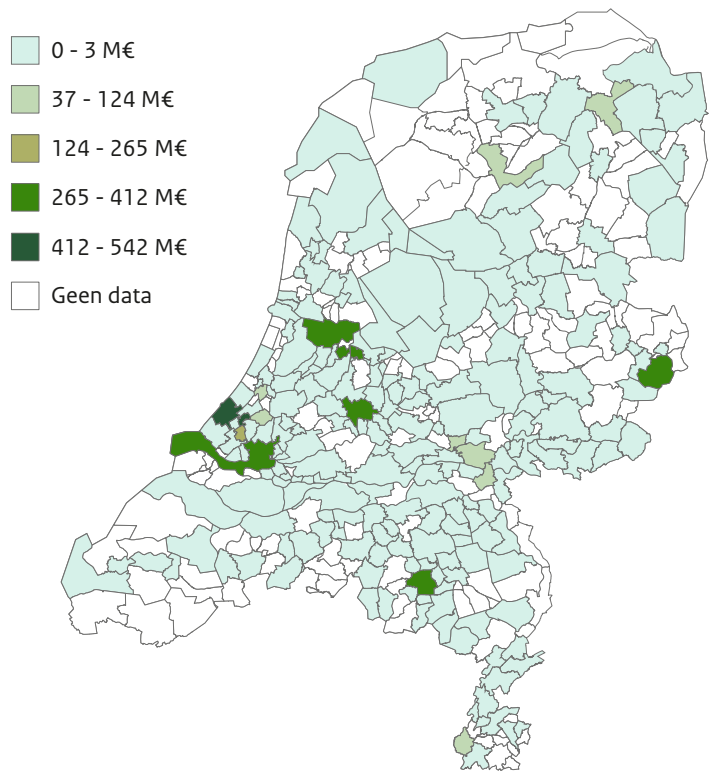 0 - 3 M€
37 - 124 M€
124 - 265 M€
265 - 412 M€
412 - 542 M€
Geen data